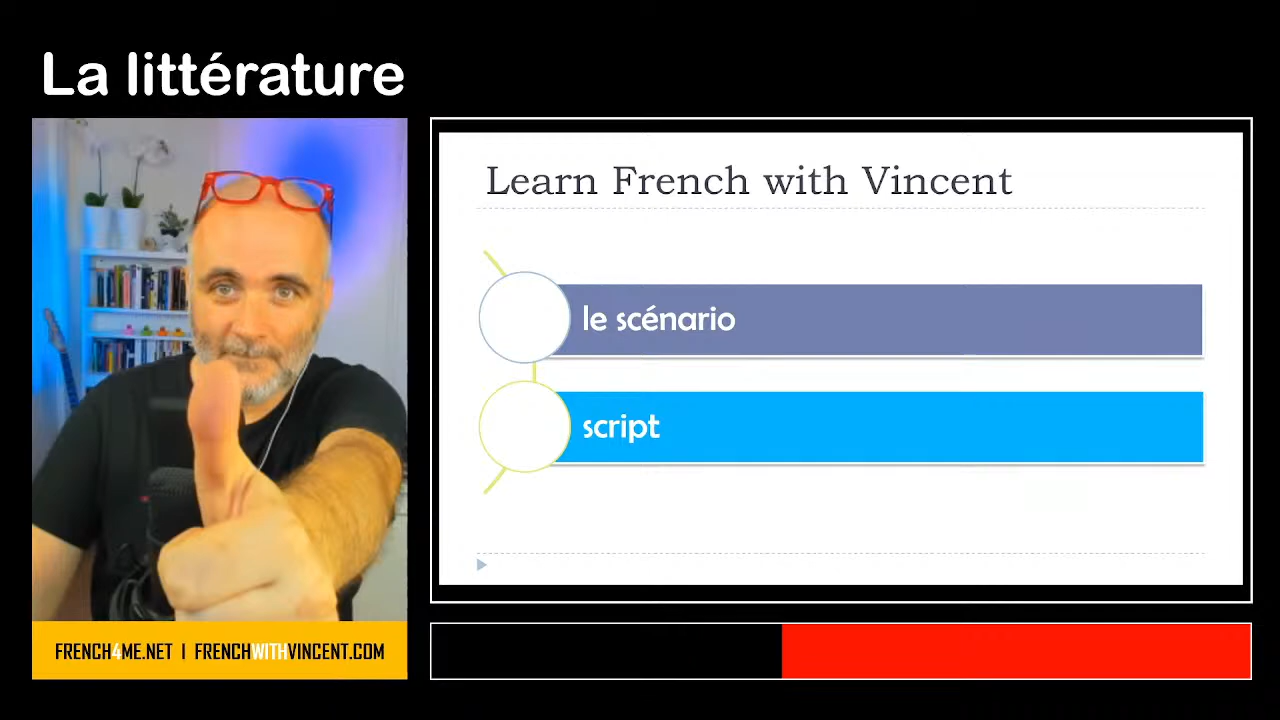 La littérature
Learn French with Vincent
le scénario
script
FRENCH4ME.NET I FRENCHWITHVINCENT.COM